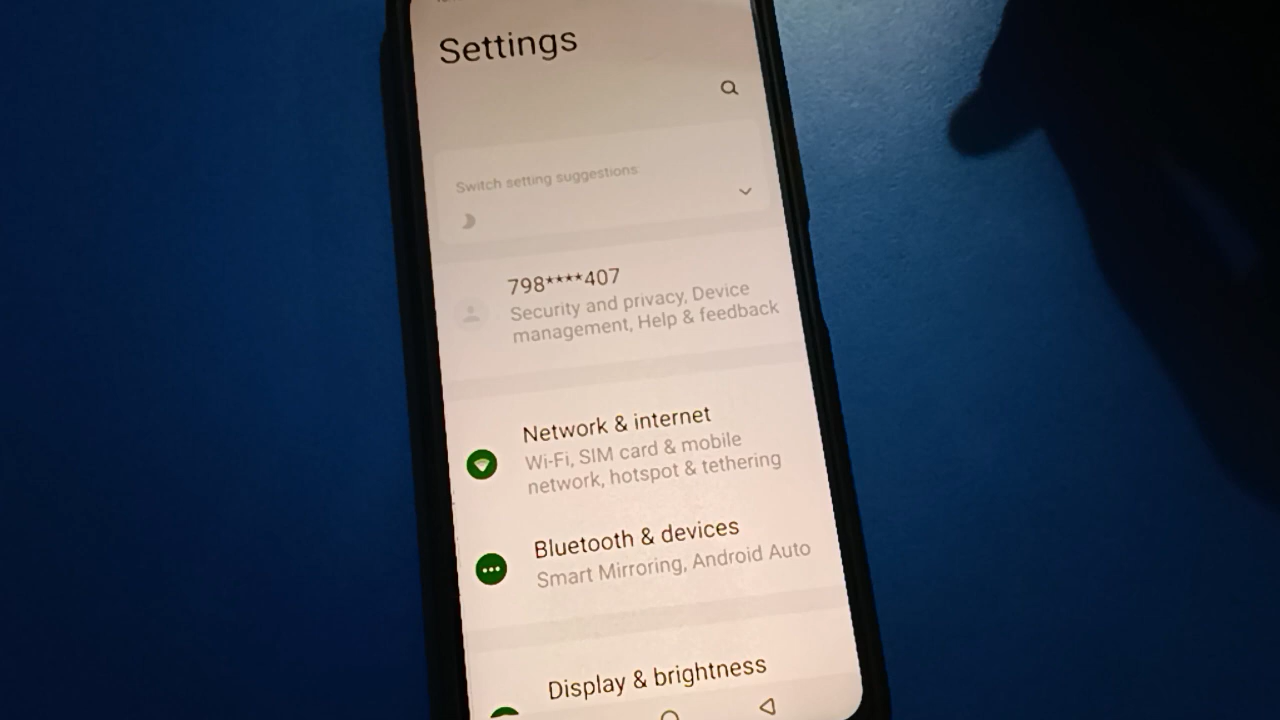 Settings
Switch setting suggestions
798****407
Security and privacy, Device
management, Help & feedback
Network & internet
Wi-Fi, SIM card & mobile
network, hotspot & tethering
Bluetooth & devices
Smart Mirroring, Android Auto
Display & brightness